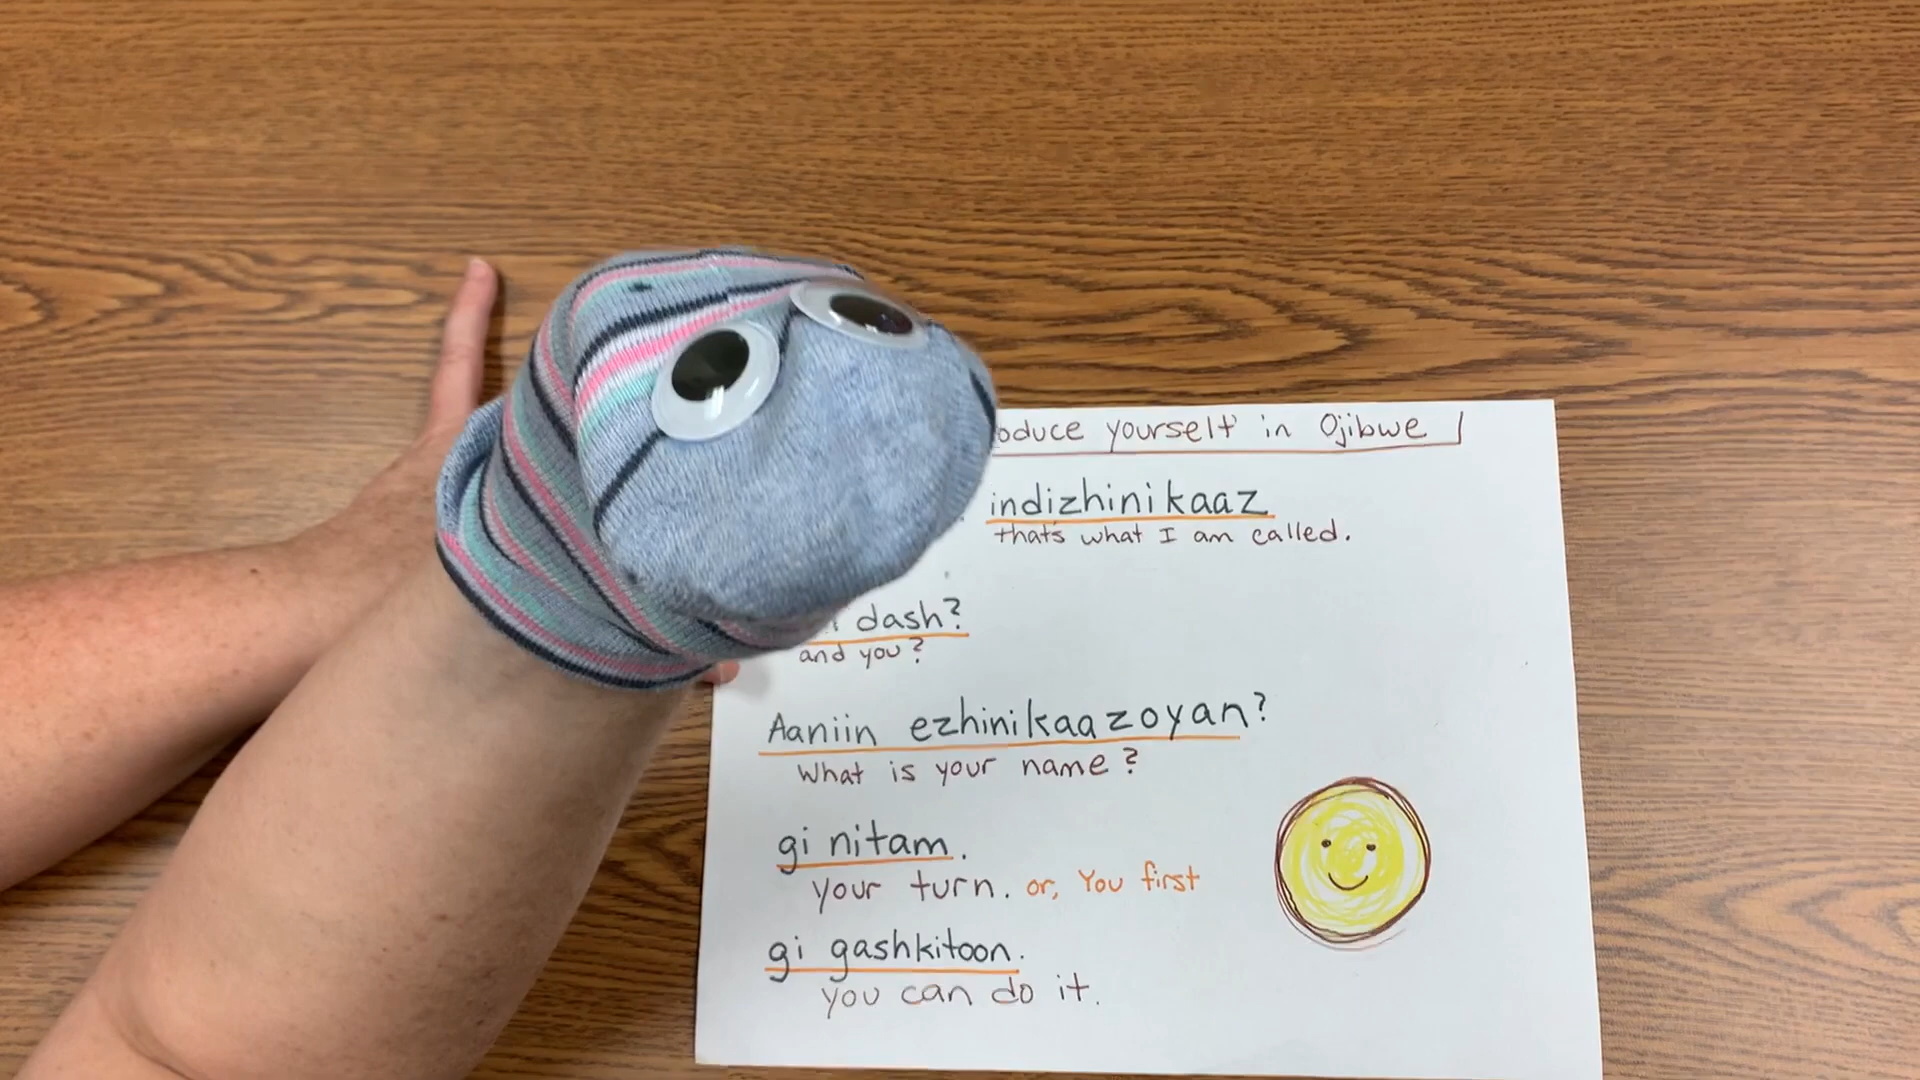 oduce yourself in Ojibwe
indizhinikaaz
that's what I am called.
dash?
and you?
Aaniin ezhinikaazoyan?
What is your name?
gi nitam.
your turn. or, You first
gi gashkitoon.
you can do it.